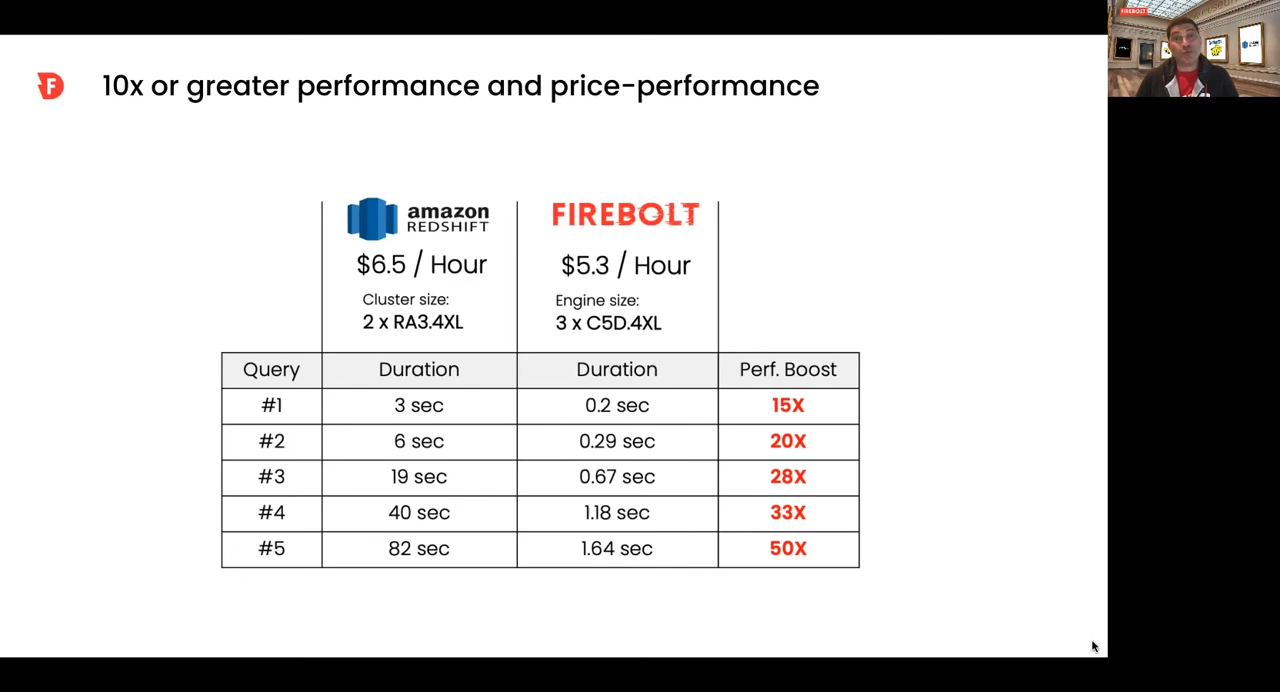 FIREBOLT
10x or greater performance and price-performance
amazon REDSHIFT FIREBOLT
$6.5 / Hour $5.3 / Hour
Cluster size: Engine size:
2 x RA3.4XL 3 x C5D.4XL
Query Duration Duration Perf. Boost
#1 3 sec 0.2 sec 15X
#2 6 sec 0.29 sec 20X
#3 19 sec 0.67 sec 28X
#4 40 sec 1.18 sec 33X
#5 82 sec 1.64 sec 50X